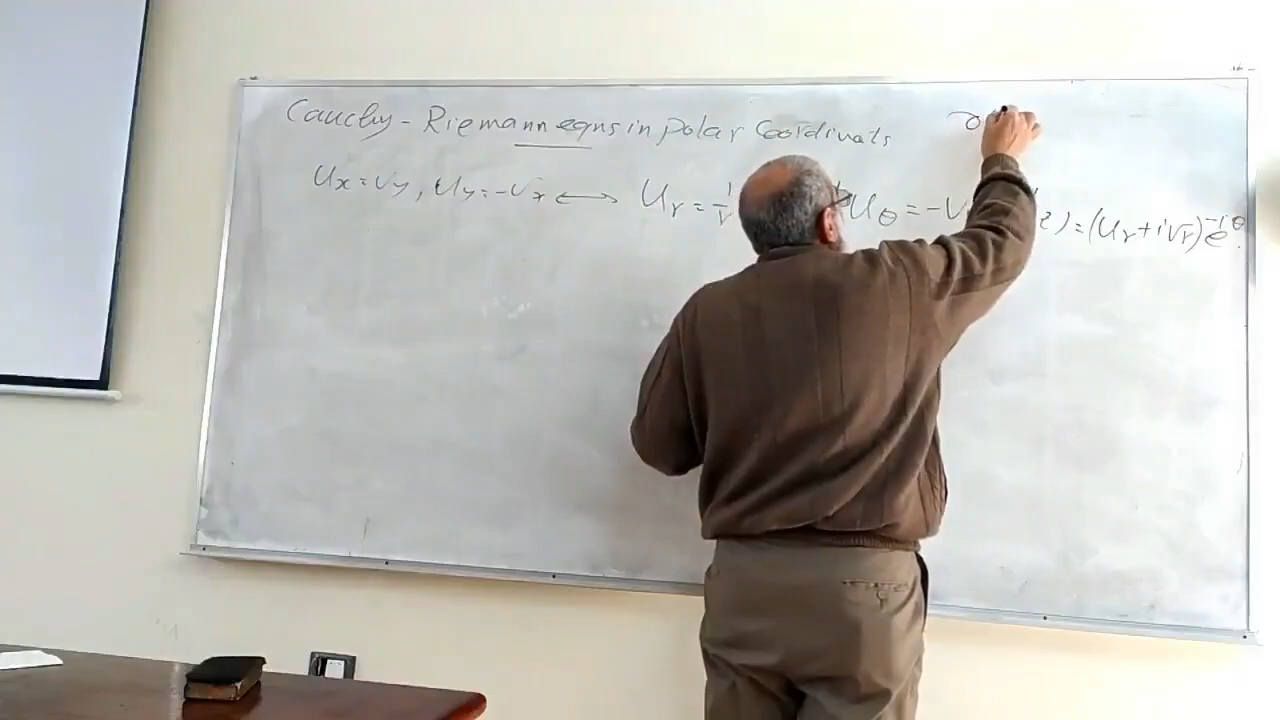 Cauchy - Riemann eqns in polar Coordinats
Ux = Vy , Uy = -Vx ⟷ Ur = 1/r Uθ = -V z) = (Ur + iVr) e^-iθ.